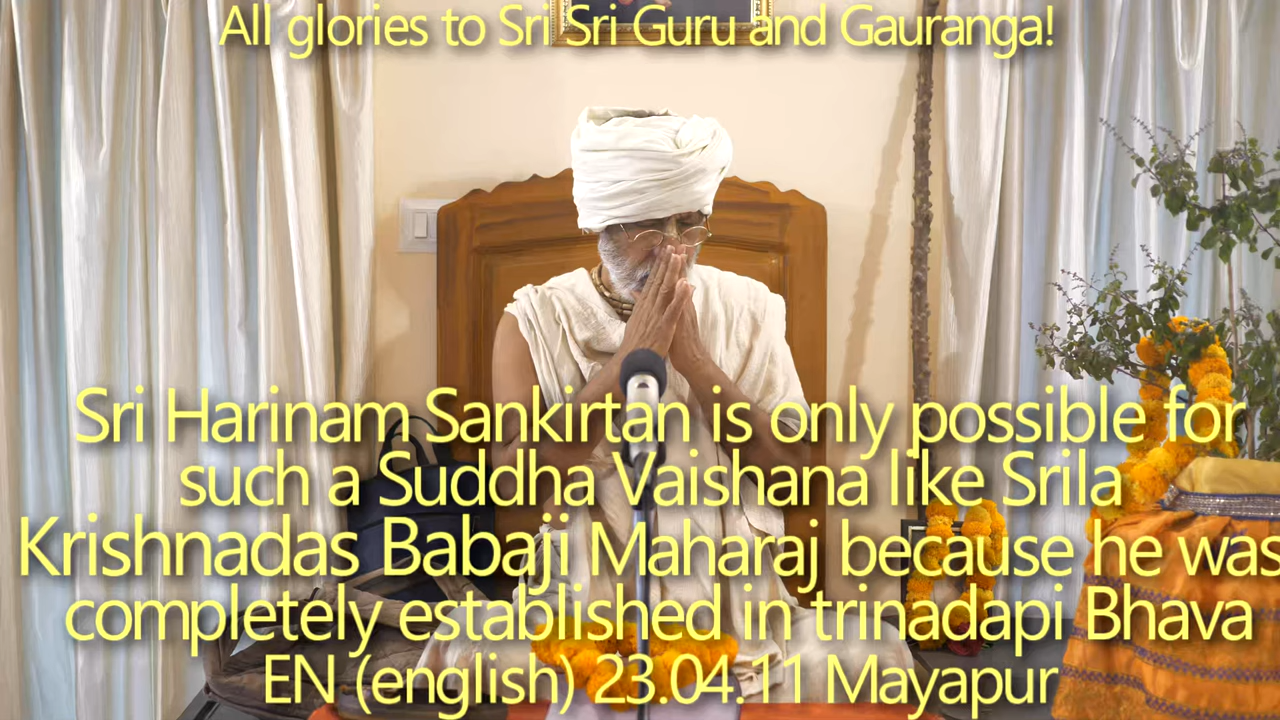 All glories to Sri Sri Guru and Gauranga!
Sri Harinam Sankirtan is only possible for
such a Suddha Vaishana like Srila
Krishnadas Babaji Maharaj because he was
completely established in trinadapi Bhava
EN (english) 23.04.11 Mayapur